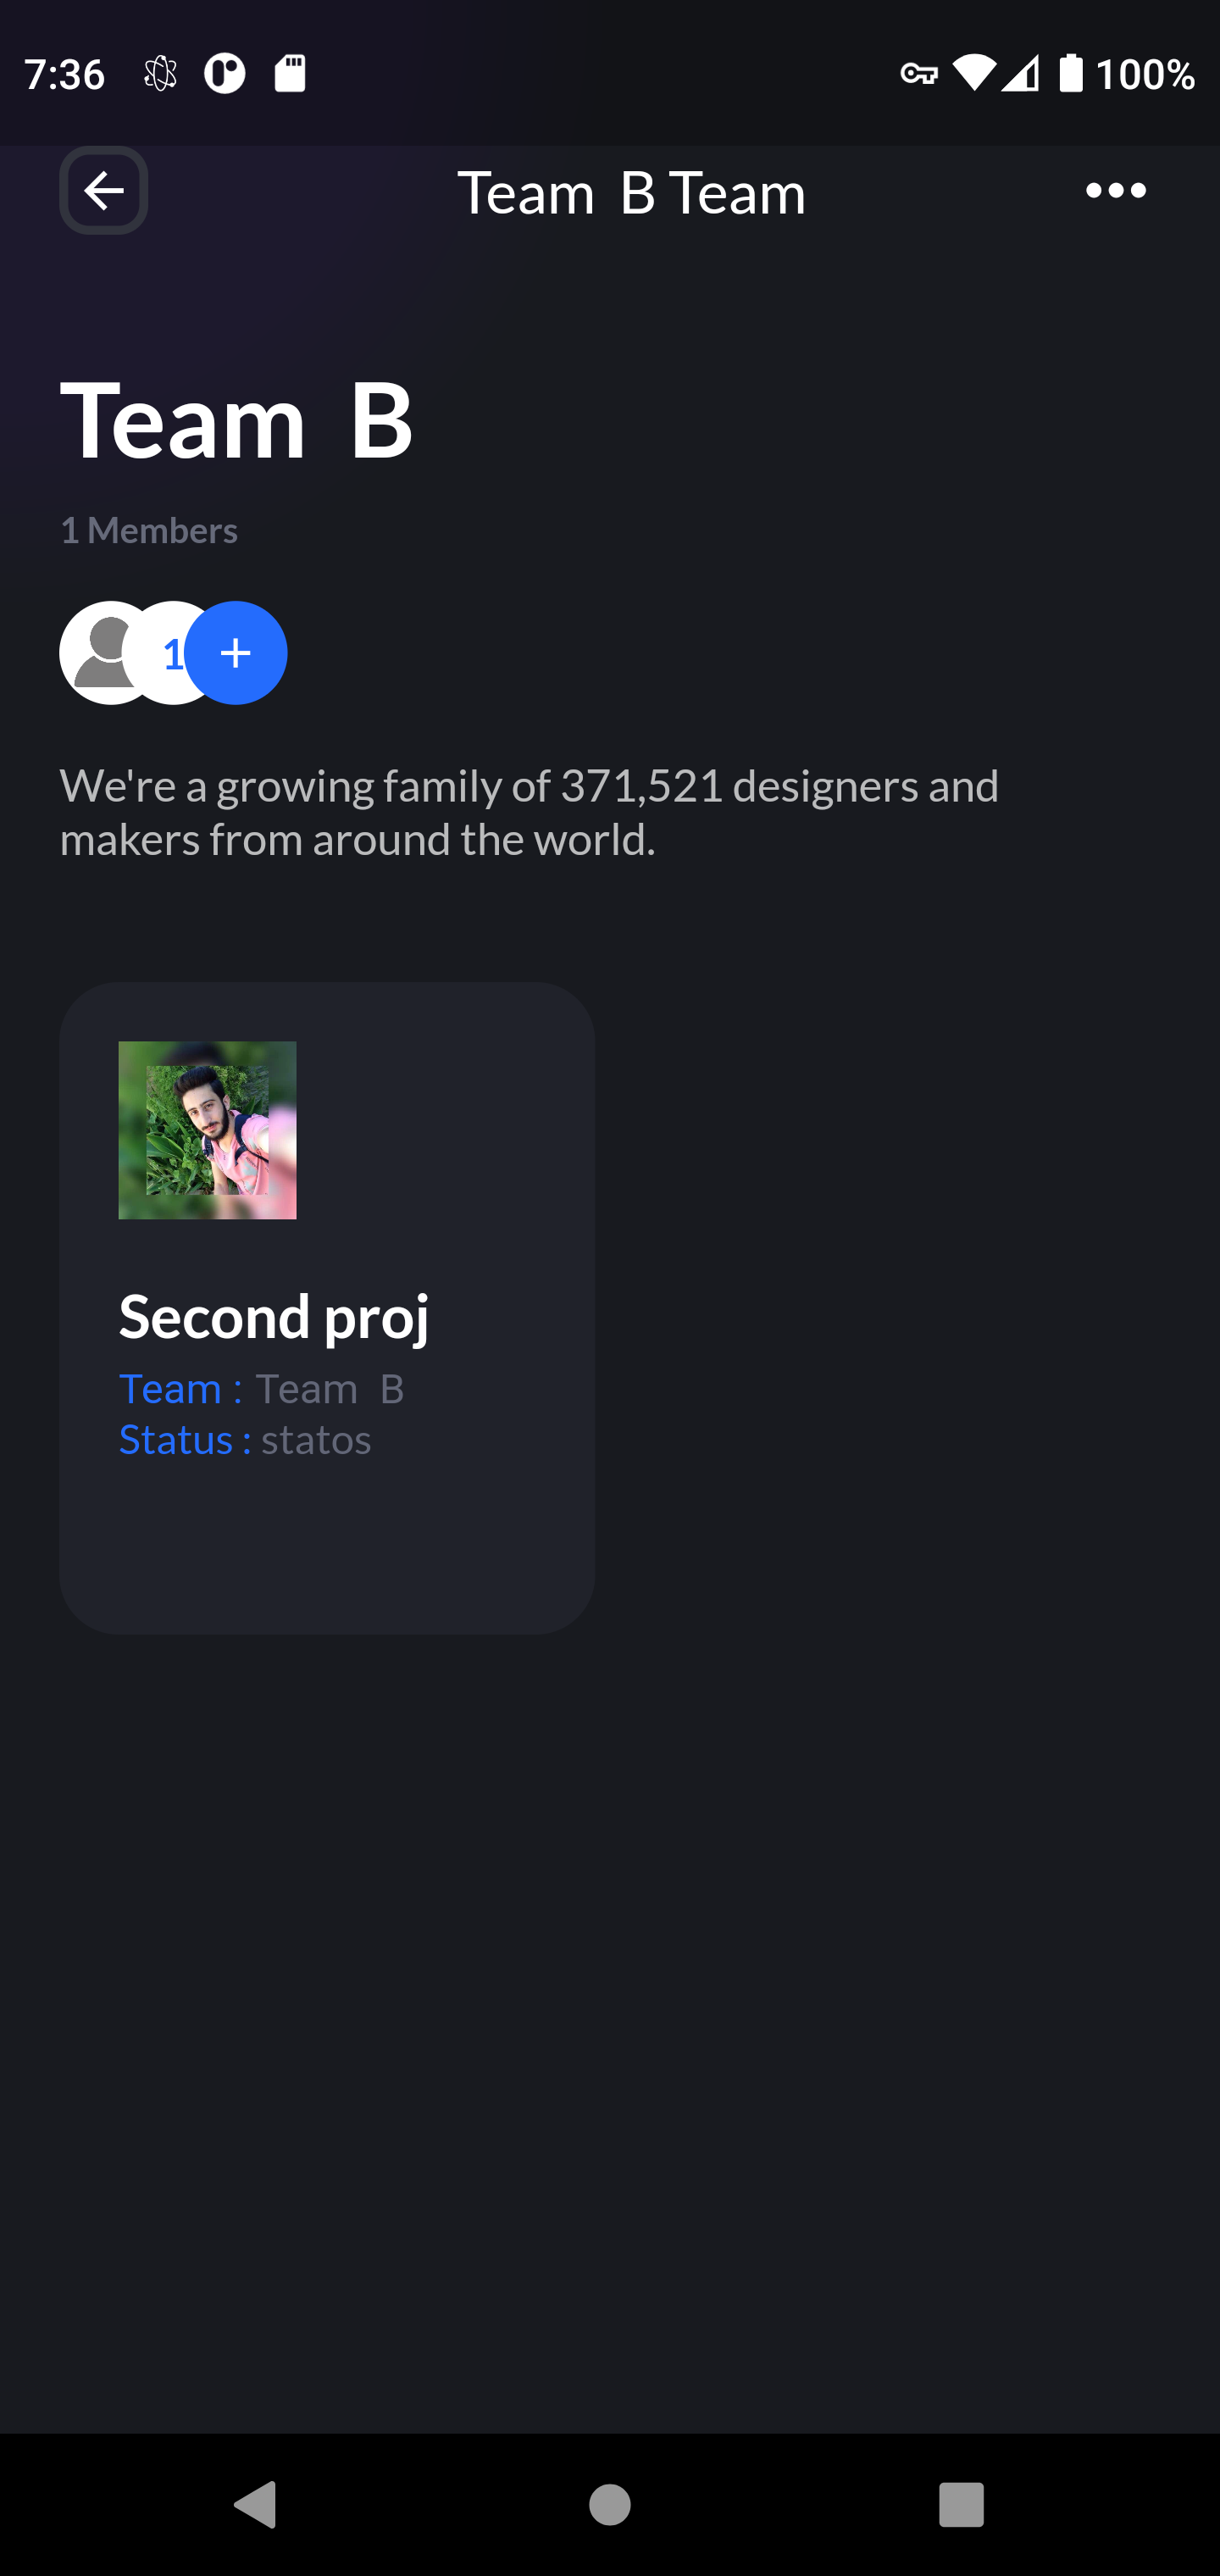 7:36 100%
Team  B Team
Team  B
1 Members
1 +
We're a growing family of 371,521 designers and
makers from around the world.
Second proj
Team : Team  B
Status : statos